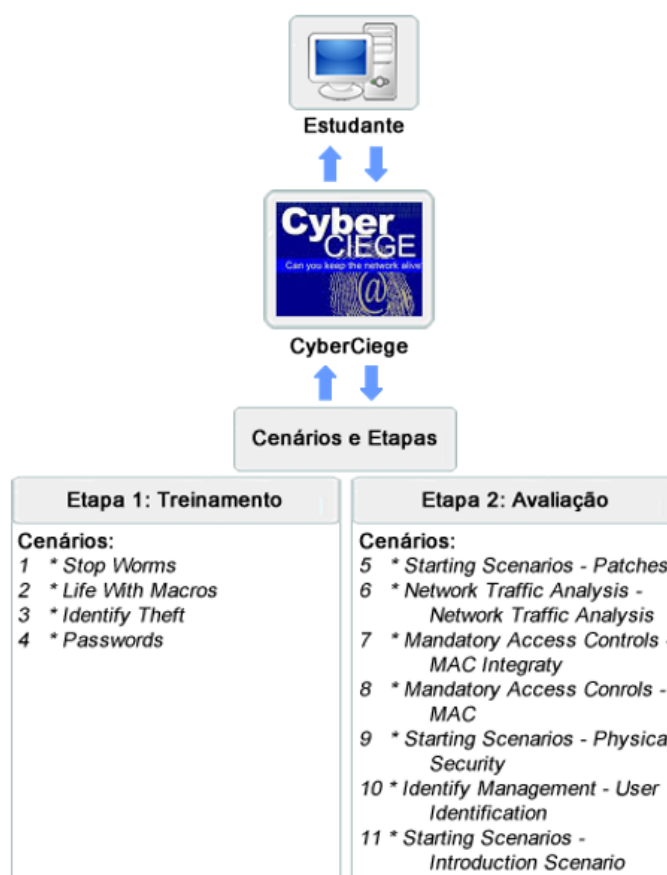 Estudante
Cyber
CIEGE
Can you keep the network alive?
@
CyberCiege
Cenários e Etapas
Etapa 1: Treinamento
Cenários:
1 * Stop Worms
2 * Life With Macros
3 * Identify Theft
4 * Passwords
Etapa 2: Avaliação
Cenários:
5 * Starting Scenarios - Patches
6 * Network Traffic Analysis -
Network Traffic Analysis
7 * Mandatory Access Controls -
MAC Integraty
8 * Mandatory Access Conrols -
MAC
9 * Starting Scenarios - Physica
Security
10 * Identify Management - User
Identification
11 * Starting Scenarios -
Introduction Scenario